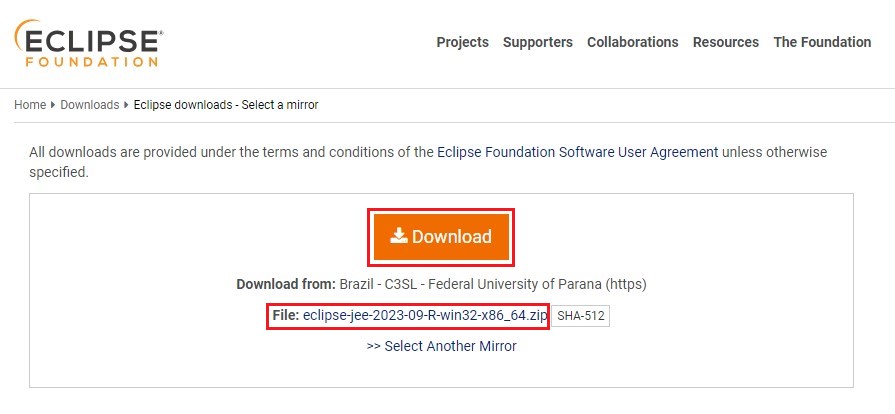 ECLIPSE®
FOUNDATION
Projects Supporters Collaborations Resources The Foundation
Home Downloads Eclipse downloads - Select a mirror
All downloads are provided under the terms and conditions of the Eclipse Foundation Software User Agreement unless otherwise
specified.
Download
Download from: Brazil - C3SL - Federal University of Parana (https)
File: eclipse-jee-2023-09-R-win32-x86_64.zip SHA-512
>> Select Another Mirror